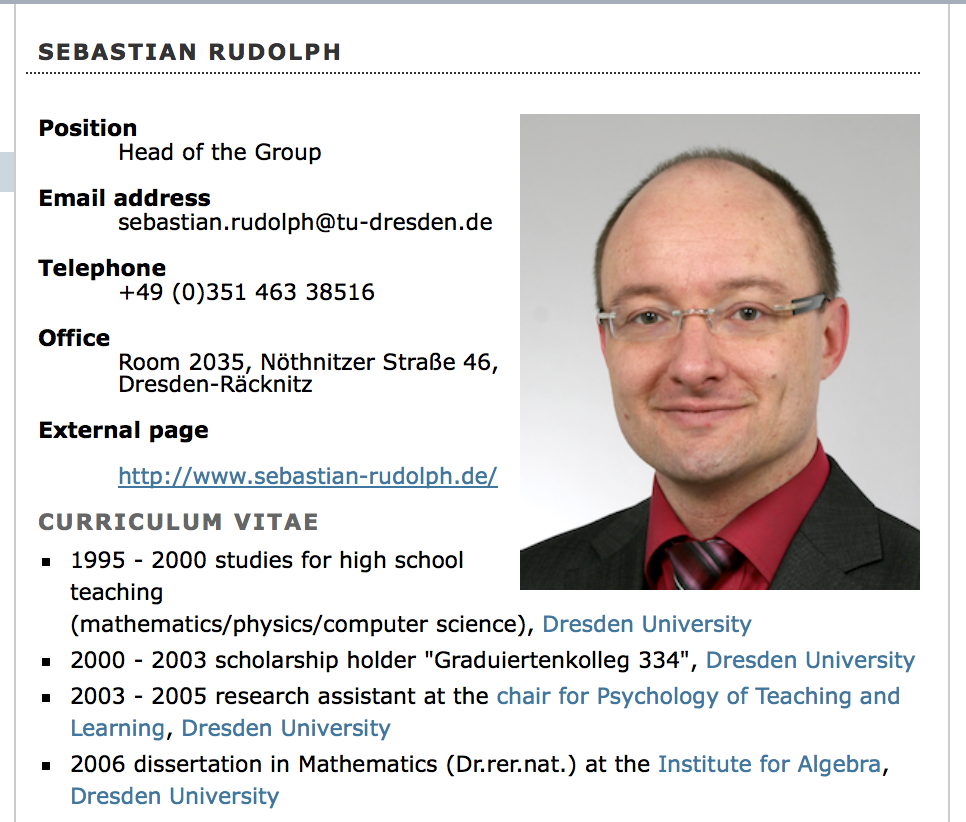 SEBASTIAN RUDOLPH
Position
Head of the Group
Email address
sebastian.rudolph@tu-dresden.de
Telephone
+49 (0)351 463 38516
Office
Room 2035, Nöthnitzer Straße 46,
Dresden-Räcknitz
External page
http://www.sebastian-rudolph.de/
CURRICULUM VITAE
1995 - 2000 studies for high school
teaching
(mathematics/physics/computer science), Dresden University
2000 - 2003 scholarship holder "Graduiertenkolleg 334", Dresden University
2003 - 2005 research assistant at the chair for Psychology of Teaching and
Learning, Dresden University
2006 dissertation in Mathematics (Dr.rer.nat.) at the Institute for Algebra,
Dresden University